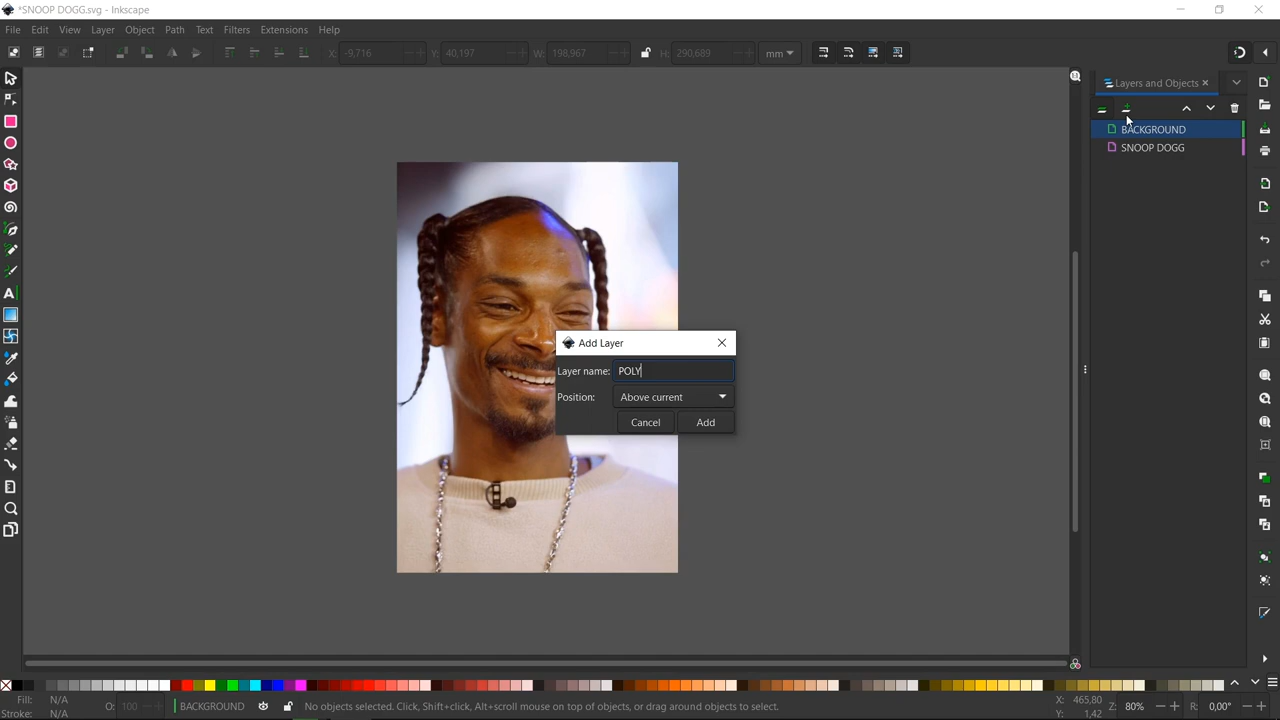 *SNOOP DOGG.svg - Inkscape
File Edit View Layer Object Path Text Filters Extensions Help
X: -9,716 Y: 40,197 W: 198,967 H: 290,689 mm
Layers and Objects
BACKGROUND
SNOOP DOGG
Add Layer
Layer name: POLY
Position: Above current
Cancel Add
Fill: N/A
Stroke: N/A
O: 100
BACKGROUND
No objects selected. Click, Shift+click, Alt+scroll mouse on top of objects, or drag around objects to select.
X: 465,80
Y: 1,42
Z: 80%
R: 0,00°